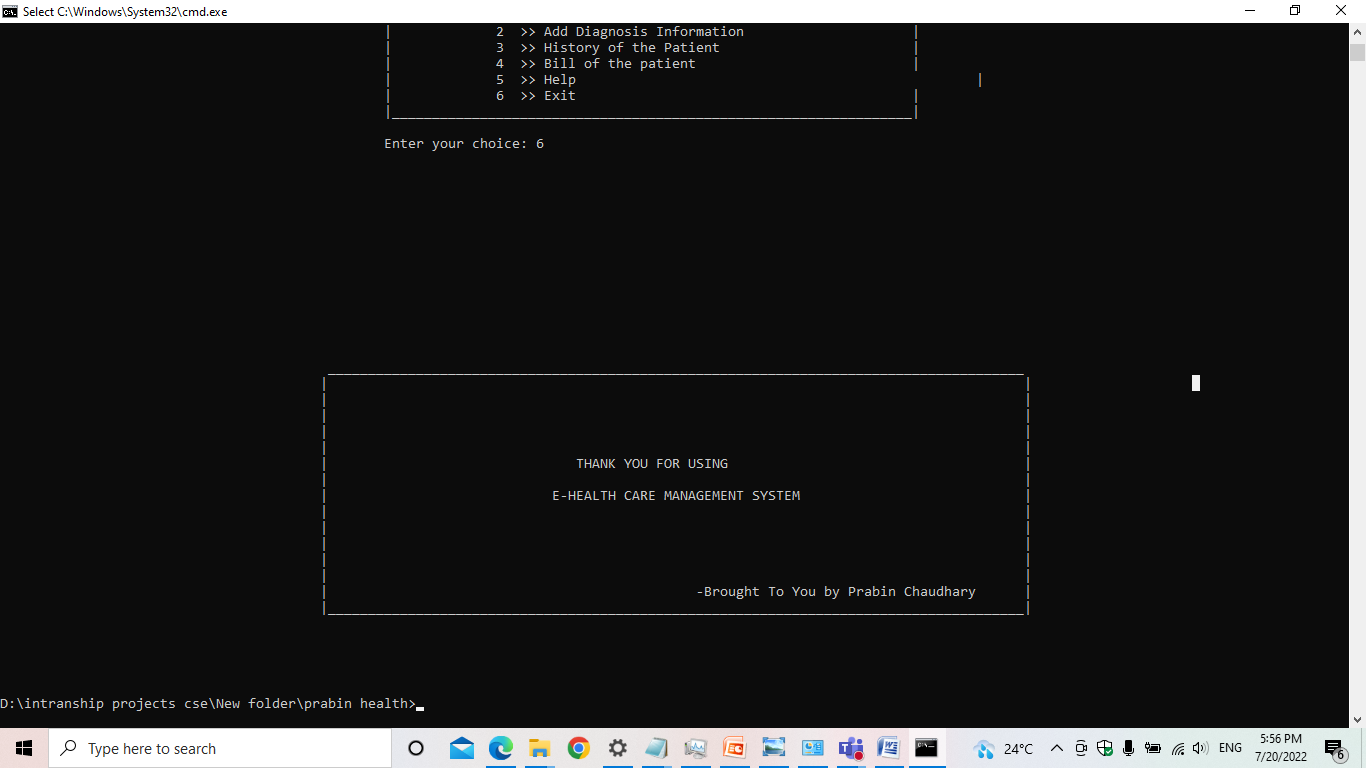 Select C:\Windows\System32\cmd.exe
2 >> Add Diagnosis Information
3 >> History of the Patient
4 >> Bill of the patient
5 >> Help
6 >> Exit
Enter your choice: 6
THANK YOU FOR USING
E-HEALTH CARE MANAGEMENT SYSTEM
-Brought To You by Prabin Chaudhary
D:\intranship projects cse\New folder\prabin health>
Type here to search
24°C
ENG
5:56 PM
7/20/2022
6